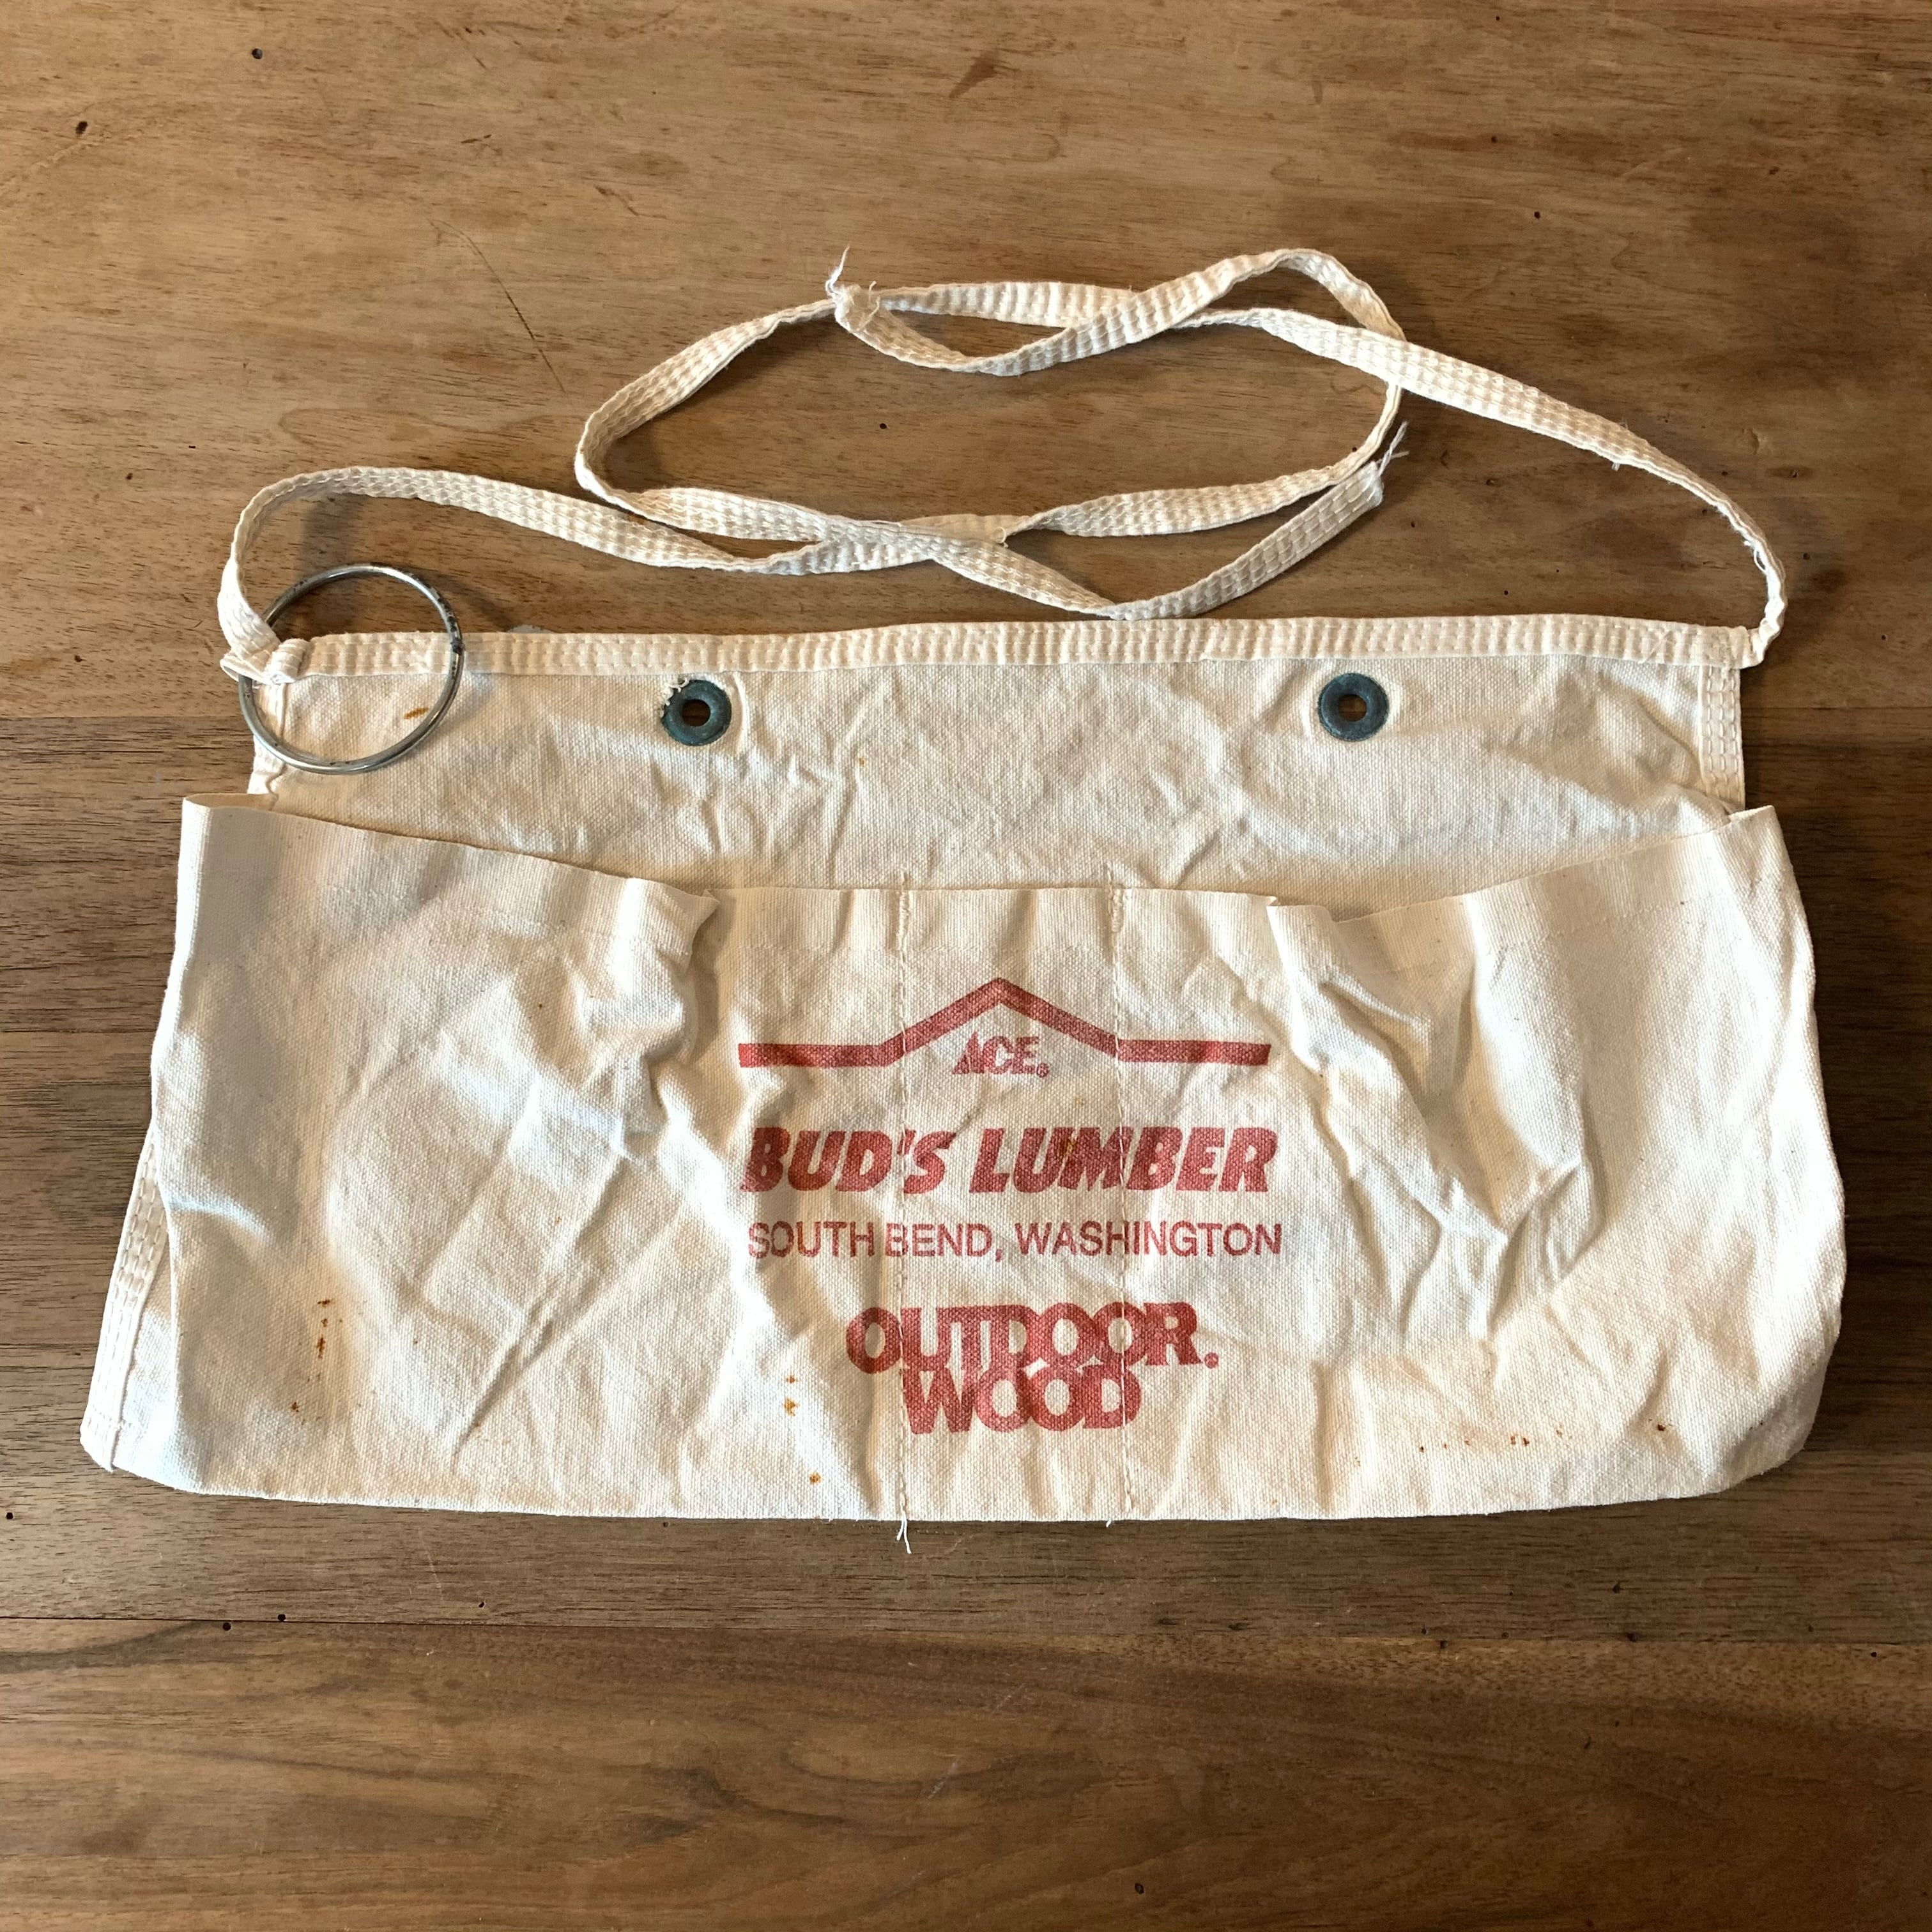 ACE®
BUD'S LUMBER
SOUTH BEND, WASHINGTON
OUTDOOR®
WOOD